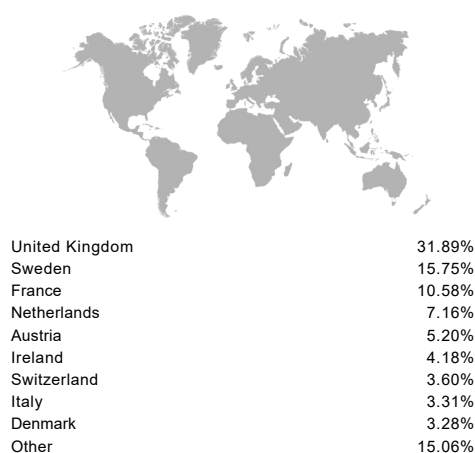 United Kingdom 31.89%
Sweden 15.75%
France 10.58%
Netherlands 7.16%
Austria 5.20%
Ireland 4.18%
Switzerland 3.60%
Italy 3.31%
Denmark 3.28%
Other 15.06%